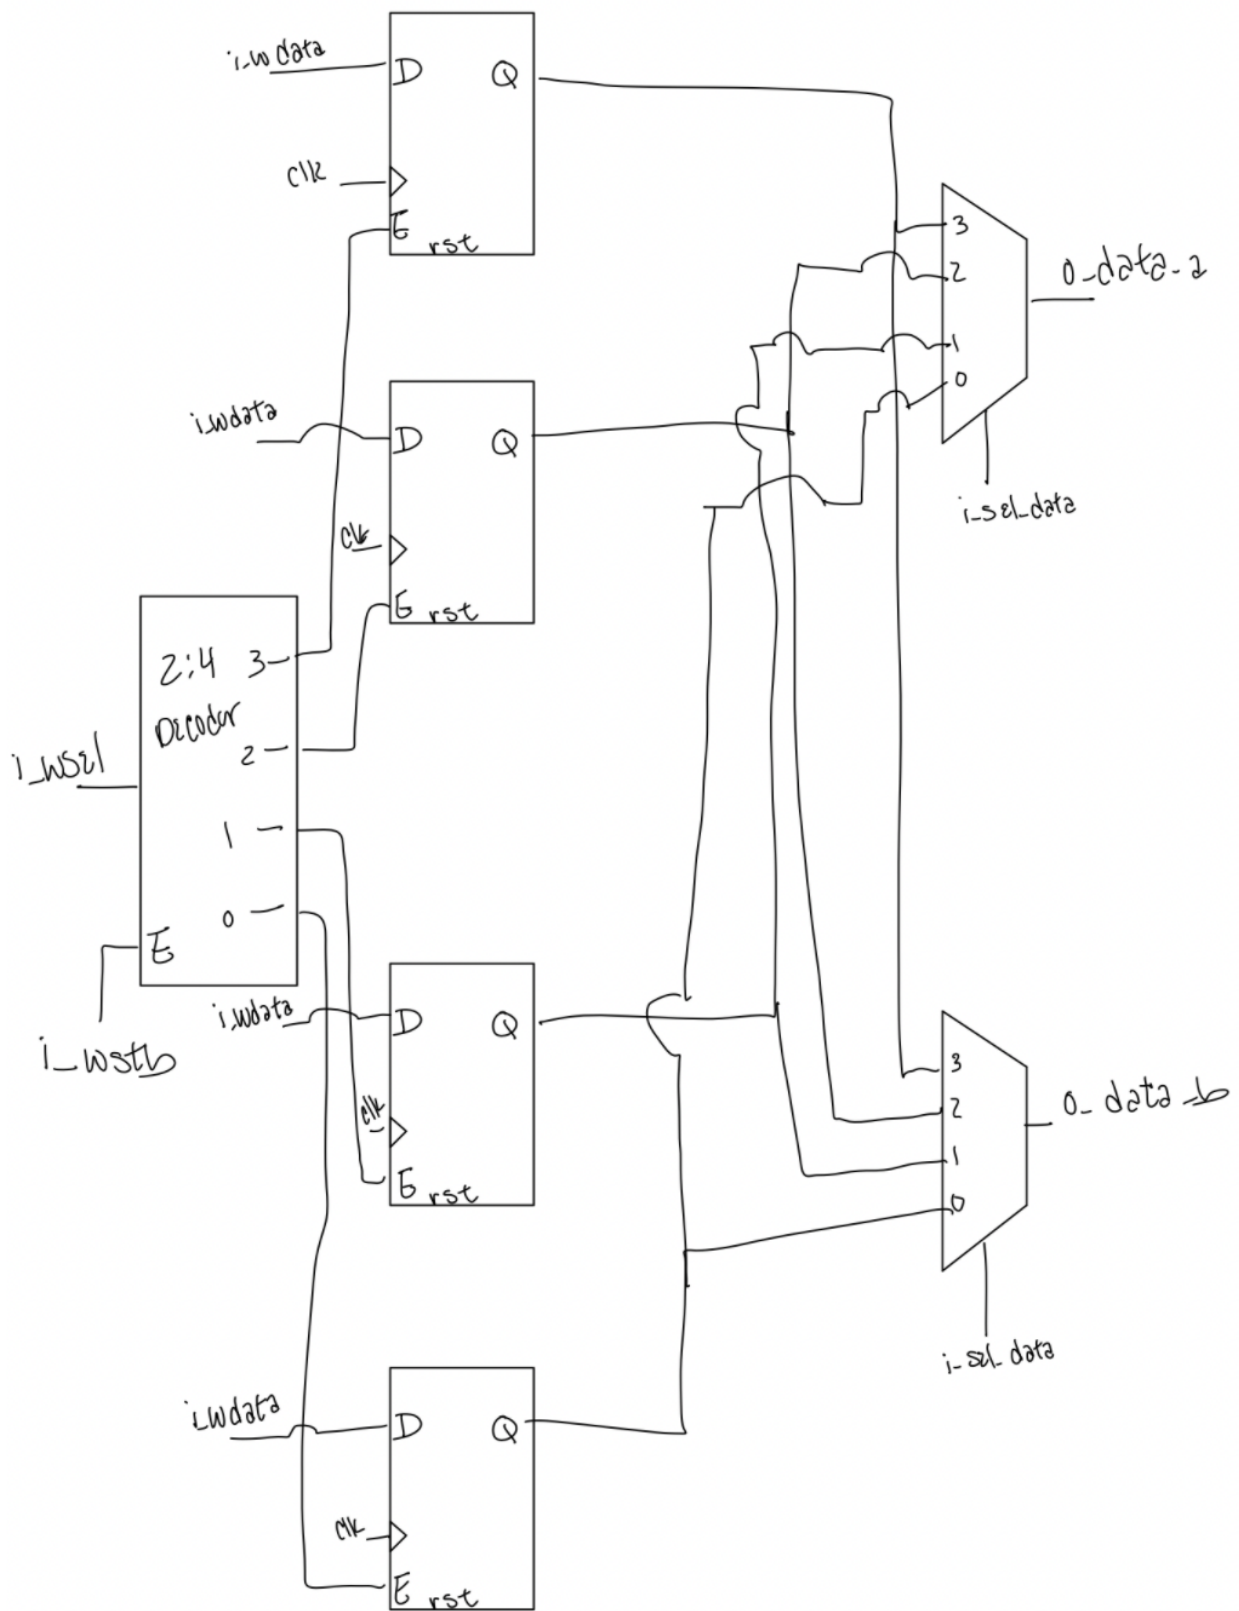 i_wdata
D Q
clk
E rst
3
2
1
0
o_data_a
i_sel_data
i_wdata
D Q
clk
E rst
2:4 3
Decoder
2
i_wsel
1
0
E
i_wstb
i_wdata
D Q
clk
E rst
3
2
1
0
o_data_b
i_sel_data
i_wdata
D Q
clk
E rst